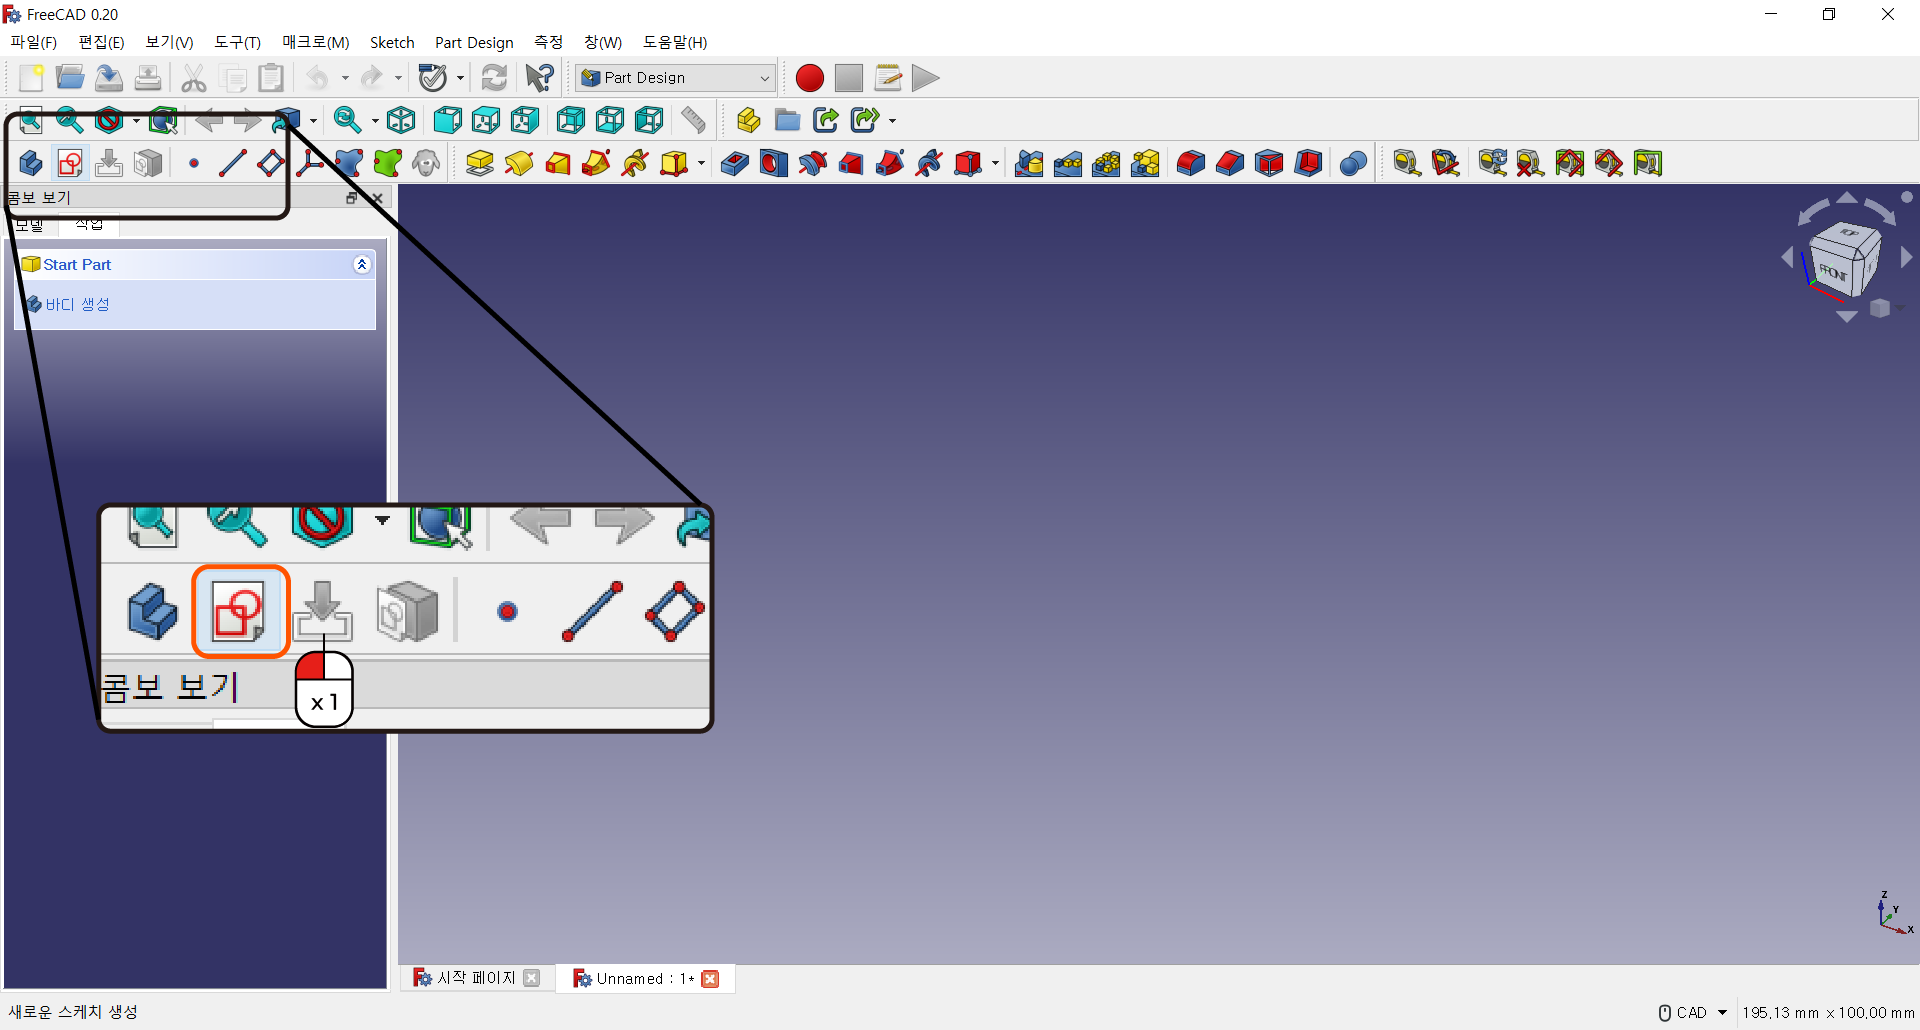 FreeCAD 0.20
파일(F) 편집(E) 보기(V) 도구(T) 매크로(M) Sketch Part Design 측정 창(W) 도움말(H)
Part Design
콤보 보기
모델 작업
Start Part
바디 생성
TOP
FRONT
콤보 보기
x 1
Z
Y
X
시작 페이지 Unnamed : 1*
새로운 스케치 생성 CAD 195,13 mm x 100,00 mm